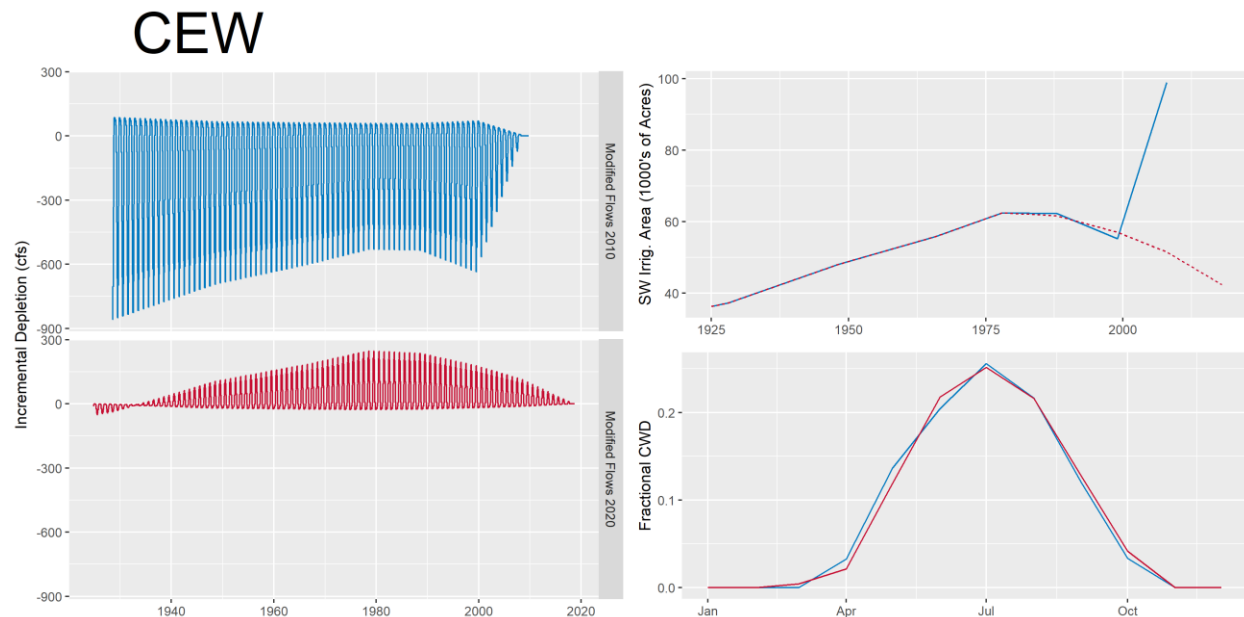 CEW
Incremental Depletion (cfs)
300
0
-300
-600
-900
Modified Flows 2010
300
0
-300
-600
-900
Modified Flows 2020
1940
1960
1980
2000
2020
SW Irrig. Area (1000's of Acres)
100
80
60
40
1925
1950
1975
2000
Fractional CWD
0.2
0.1
0.0
Jan
Apr
Jul
Oct